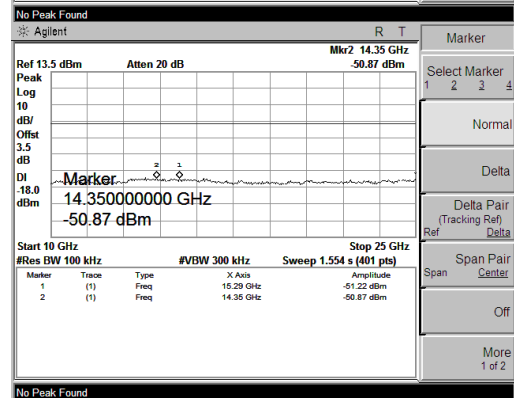 No Peak Found
Agilent R T
Mkr2 14.35 GHz
Ref 13.5 dBm Atten 20 dB -50.87 dBm
Peak
Log
10
dB/
Offst
3.5
dB
DI
-18.0
dBm
2 1
Marker
14.350000000 GHz
-50.87 dBm
Start 10 GHz Stop 25 GHz
#Res BW 100 kHz #VBW 300 kHz Sweep 1.554 s (401 pts)
Marker Trace Type X Axis Amplitude
1 (1) Freq 15.29 GHz -51.22 dBm
2 (1) Freq 14.35 GHz -50.87 dBm
Marker
Select Marker
1 2 3 4
Normal
Delta
Delta Pair
(Tracking Ref)
Ref Delta
Span Pair
Span Center
Off
More
1 of 2
No Peak Found